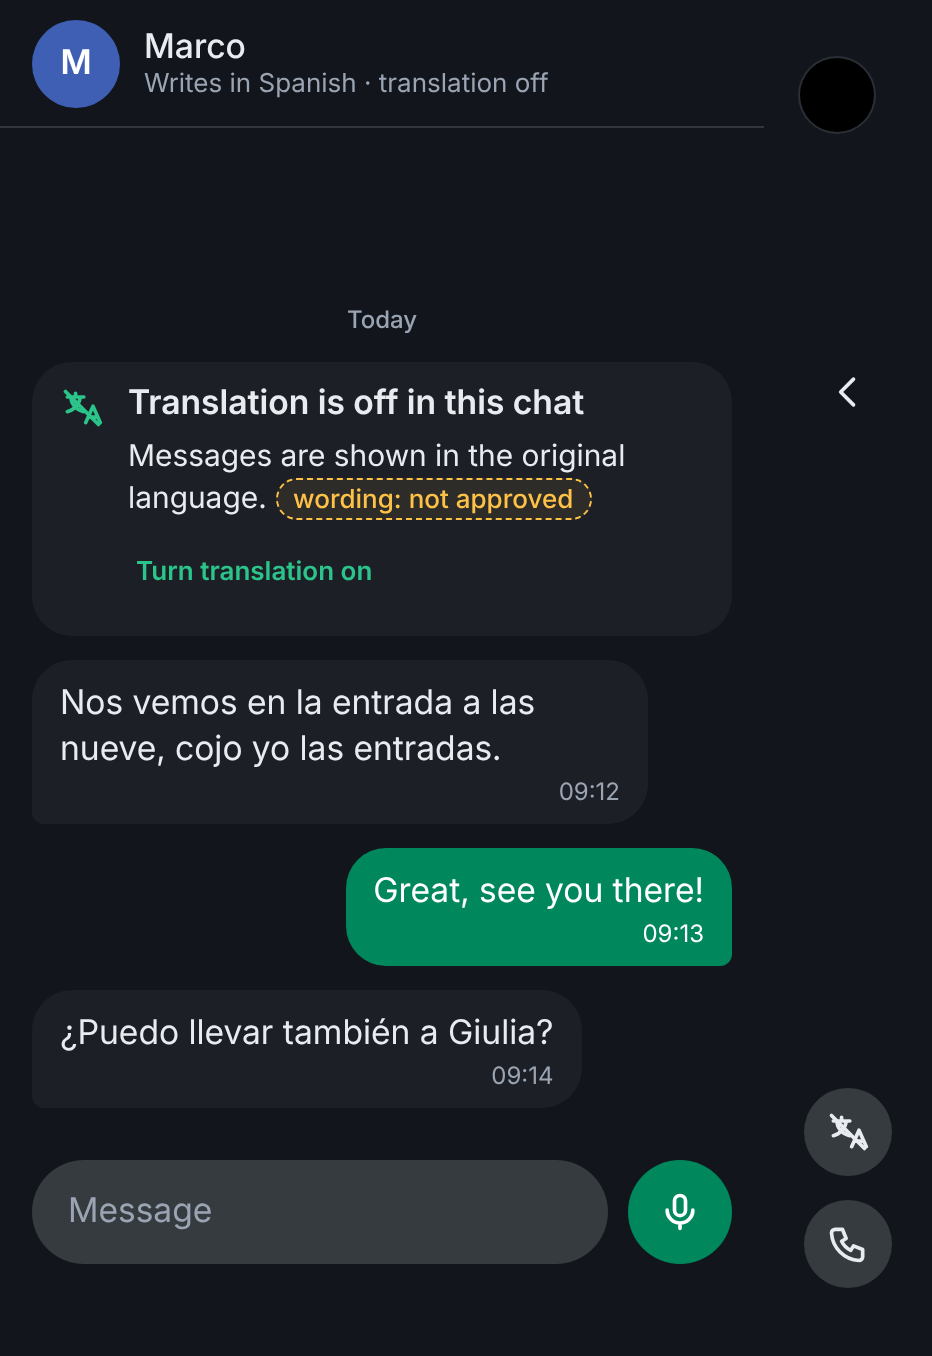 M
Marco
Writes in Spanish · translation off
Today
Translation is off in this chat
Messages are shown in the original
language. wording: not approved
Turn translation on
Nos vemos en la entrada a las
nueve, cojo yo las entradas.
09:12
Great, see you there!
09:13
¿Puedo llevar también a Giulia?
09:14
Message